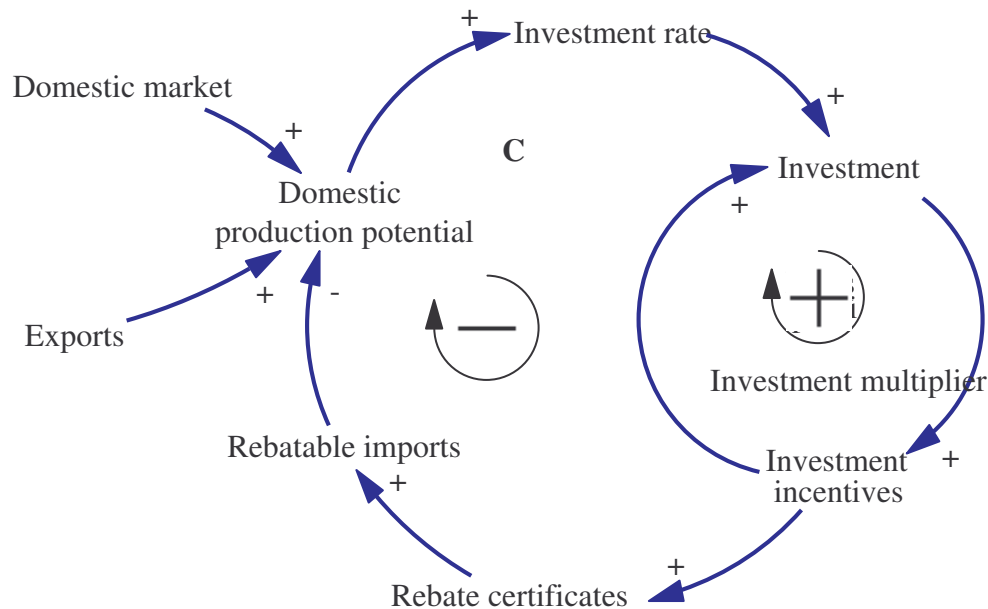 +
Investment rate
Domestic market
+
+
C
Investment
Domestic
production potential
+
+
-
Exports
Investment multiplier
Rebatable imports
Investment
incentives
+
+
+
Rebate certificates